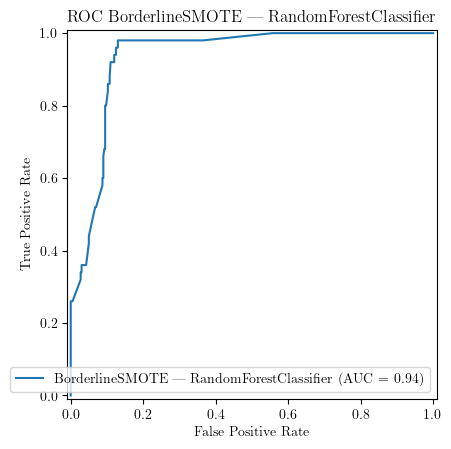 ROC BorderlineSMOTE — RandomForestClassifier
True Positive Rate
1.0
0.8
0.6
0.4
0.2
0.0
BorderlineSMOTE — RandomForestClassifier (AUC = 0.94)
0.0 0.2 0.4 0.6 0.8 1.0
False Positive Rate